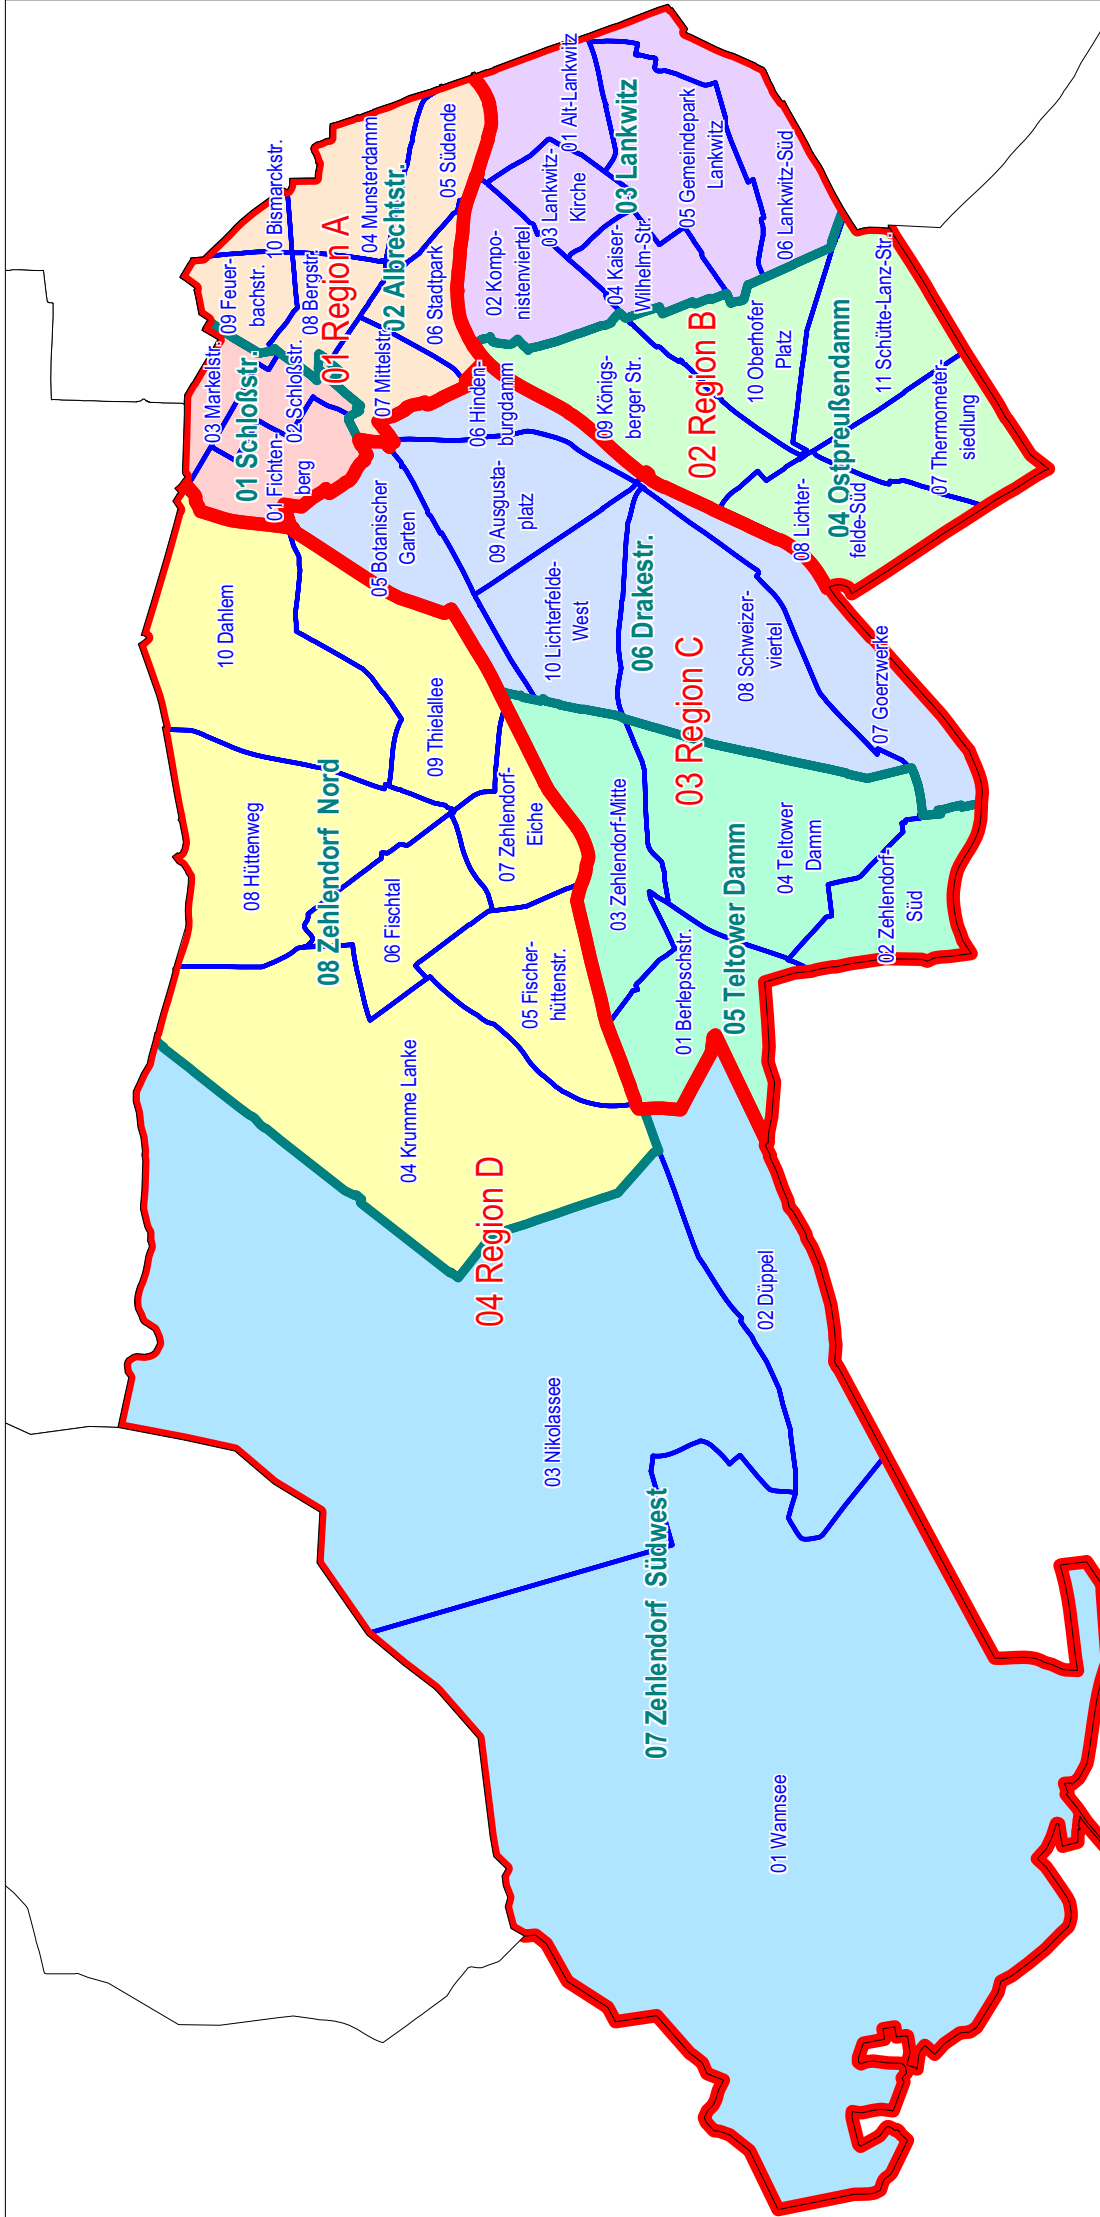 01 Region A
01 Schloßstr.
01 Fichten-
berg
02 Schloßstr.
03 Markelstr.
02 Albrechtstr.
04 Munsterdamm
05 Südende
06 Stadtpark
07 Mittelstr.
08 Bergstr.
09 Feuer-
bachstr.
10 Bismarckstr.
02 Region B
03 Lankwitz
01 Alt-Lankwitz
02 Kompo-
nistenviertel
03 Lankwitz-
Kirche
04 Kaiser-
Wilhelm-Str.
05 Gemeindepark
Lankwitz
06 Lankwitz-Süd
04 Ostpreußendamm
07 Thermometer-
siedlung
08 Lichter-
felde-Süd
09 Königs-
berger Str.
10 Oberhofer
Platz
11 Schütte-Lanz-Str.
03 Region C
05 Teltower Damm
01 Berlepschstr.
02 Zehlendorf-
Süd
03 Zehlendorf-Mitte
04 Teltower
Damm
06 Drakestr.
05 Botanischer
Garten
06 Hinden-
burgdamm
07 Goerzwerke
08 Schweizer-
viertel
09 Ausgusta-
platz
10 Lichterfelde-
West
04 Region D
07 Zehlendorf Südwest
01 Wannsee
02 Düppel
03 Nikolassee
08 Zehlendorf Nord
04 Krumme Lanke
05 Fischer-
hüttenstr.
06 Fischtal
07 Zehlendorf-
Eiche
08 Hüttenweg
09 Thielallee
10 Dahlem